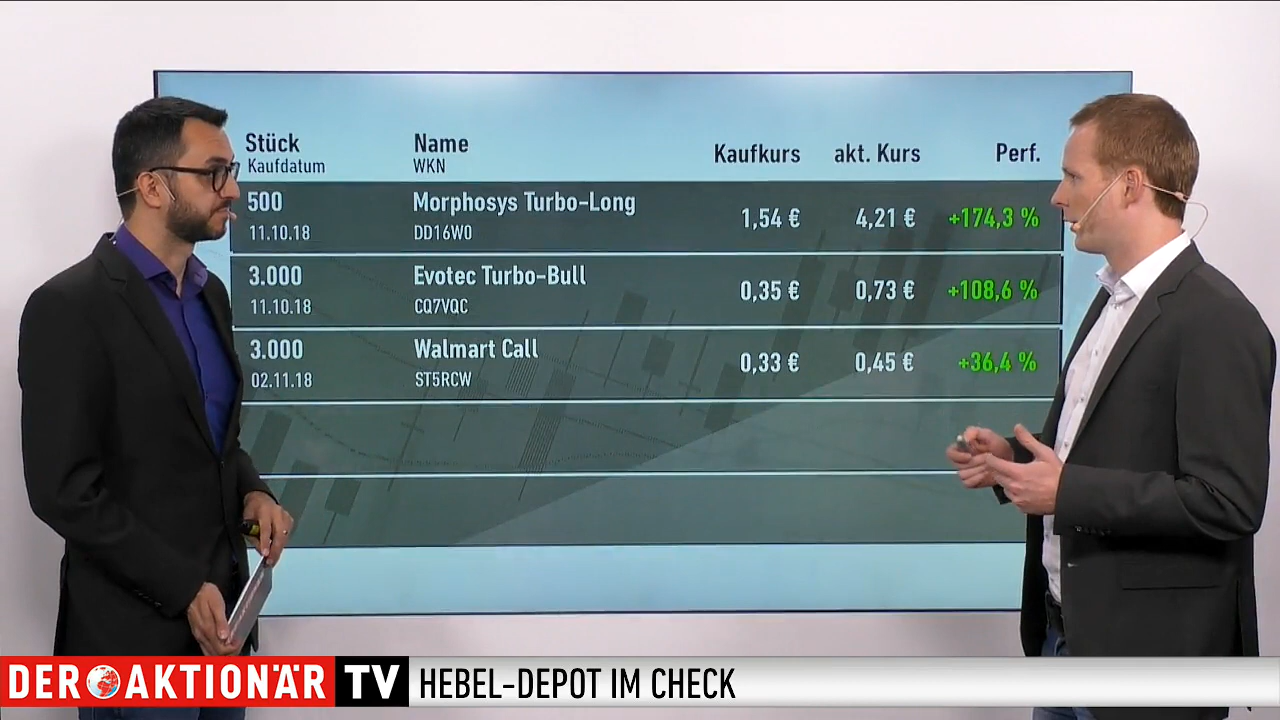 Stück Name Kaufkurs akt. Kurs Perf.
Kaufdatum WKN
500 Morphosys Turbo-Long 1,54 € 4,21 € +174,3 %
11.10.18 DD16W0
3.000 Evotec Turbo-Bull 0,35 € 0,73 € +108,6 %
11.10.18 CQ7VQC
3.000 Walmart Call 0,33 € 0,45 € +36,4 %
02.11.18 ST5RCW
DER AKTIONÄR TV HEBEL-DEPOT IM CHECK